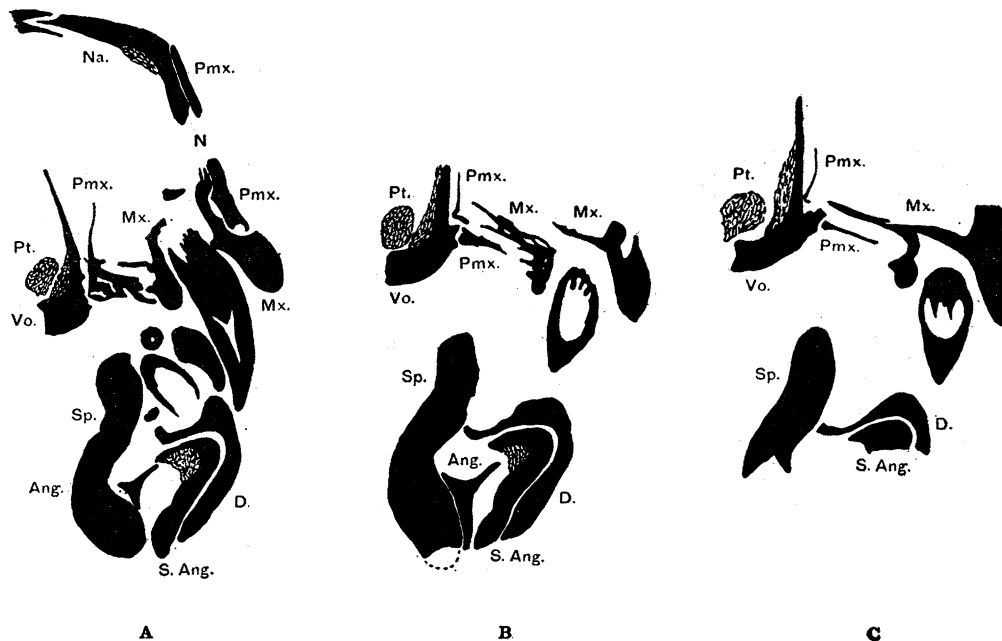 Na.
Pmx.
N
Pmx.
Pmx.
Mx.
Pt.
Vo.
Mx.
Sp.
Ang.
D.
S. Ang.
A
Pt.
Pmx.
Mx.
Mx.
Pmx.
Vo.
Sp.
Ang.
D.
S. Ang.
B
Pt.
Pmx.
Mx.
Pmx.
Vo.
Sp.
D.
S. Ang.
C